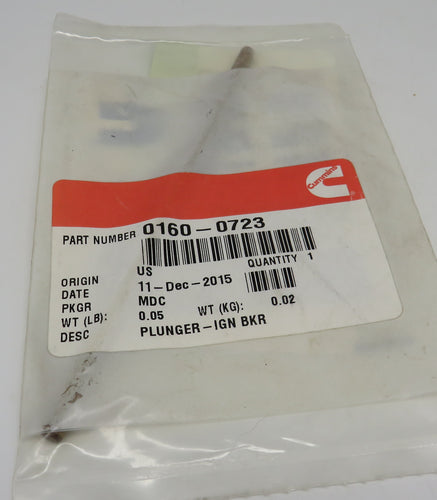 Cummins
PART NUMBER 0160-0723
QUANTITY 1
ORIGIN US
DATE 11-Dec-2015
PKGR MDC
WT (LB): 0.05 WT (KG): 0.02
DESC PLUNGER-IGN BKR